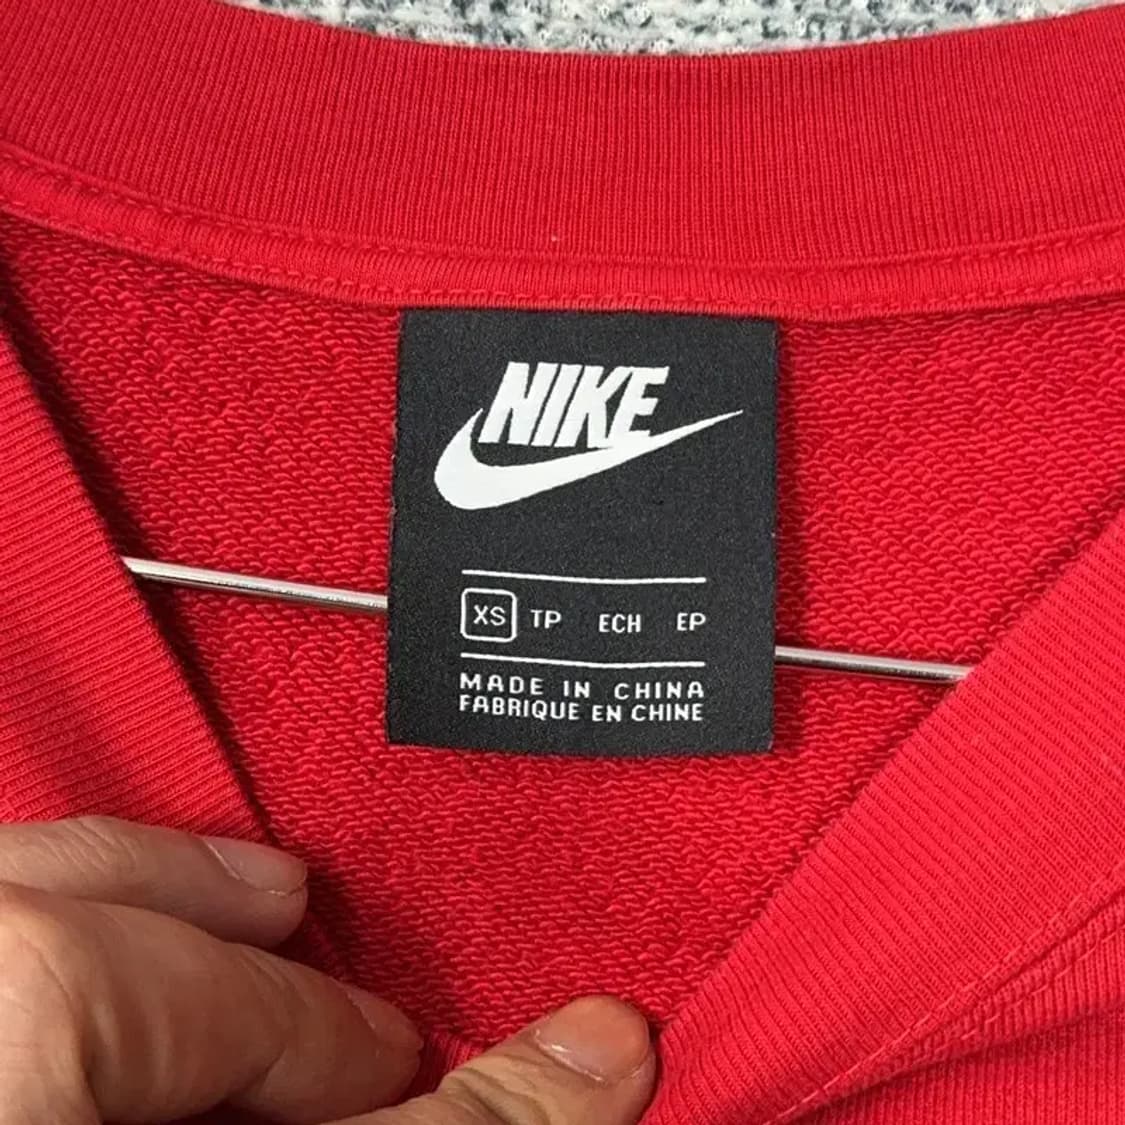 NIKE
XS TP ECH EP
MADE IN CHINA
FABRIQUE EN CHINE